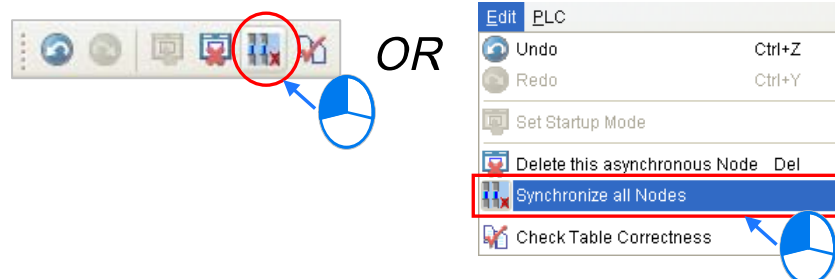 OR
Edit PLC
Undo Ctrl+Z
Redo Ctrl+Y
Set Startup Mode
Delete this asynchronous Node Del
Synchronize all Nodes
Check Table Correctness